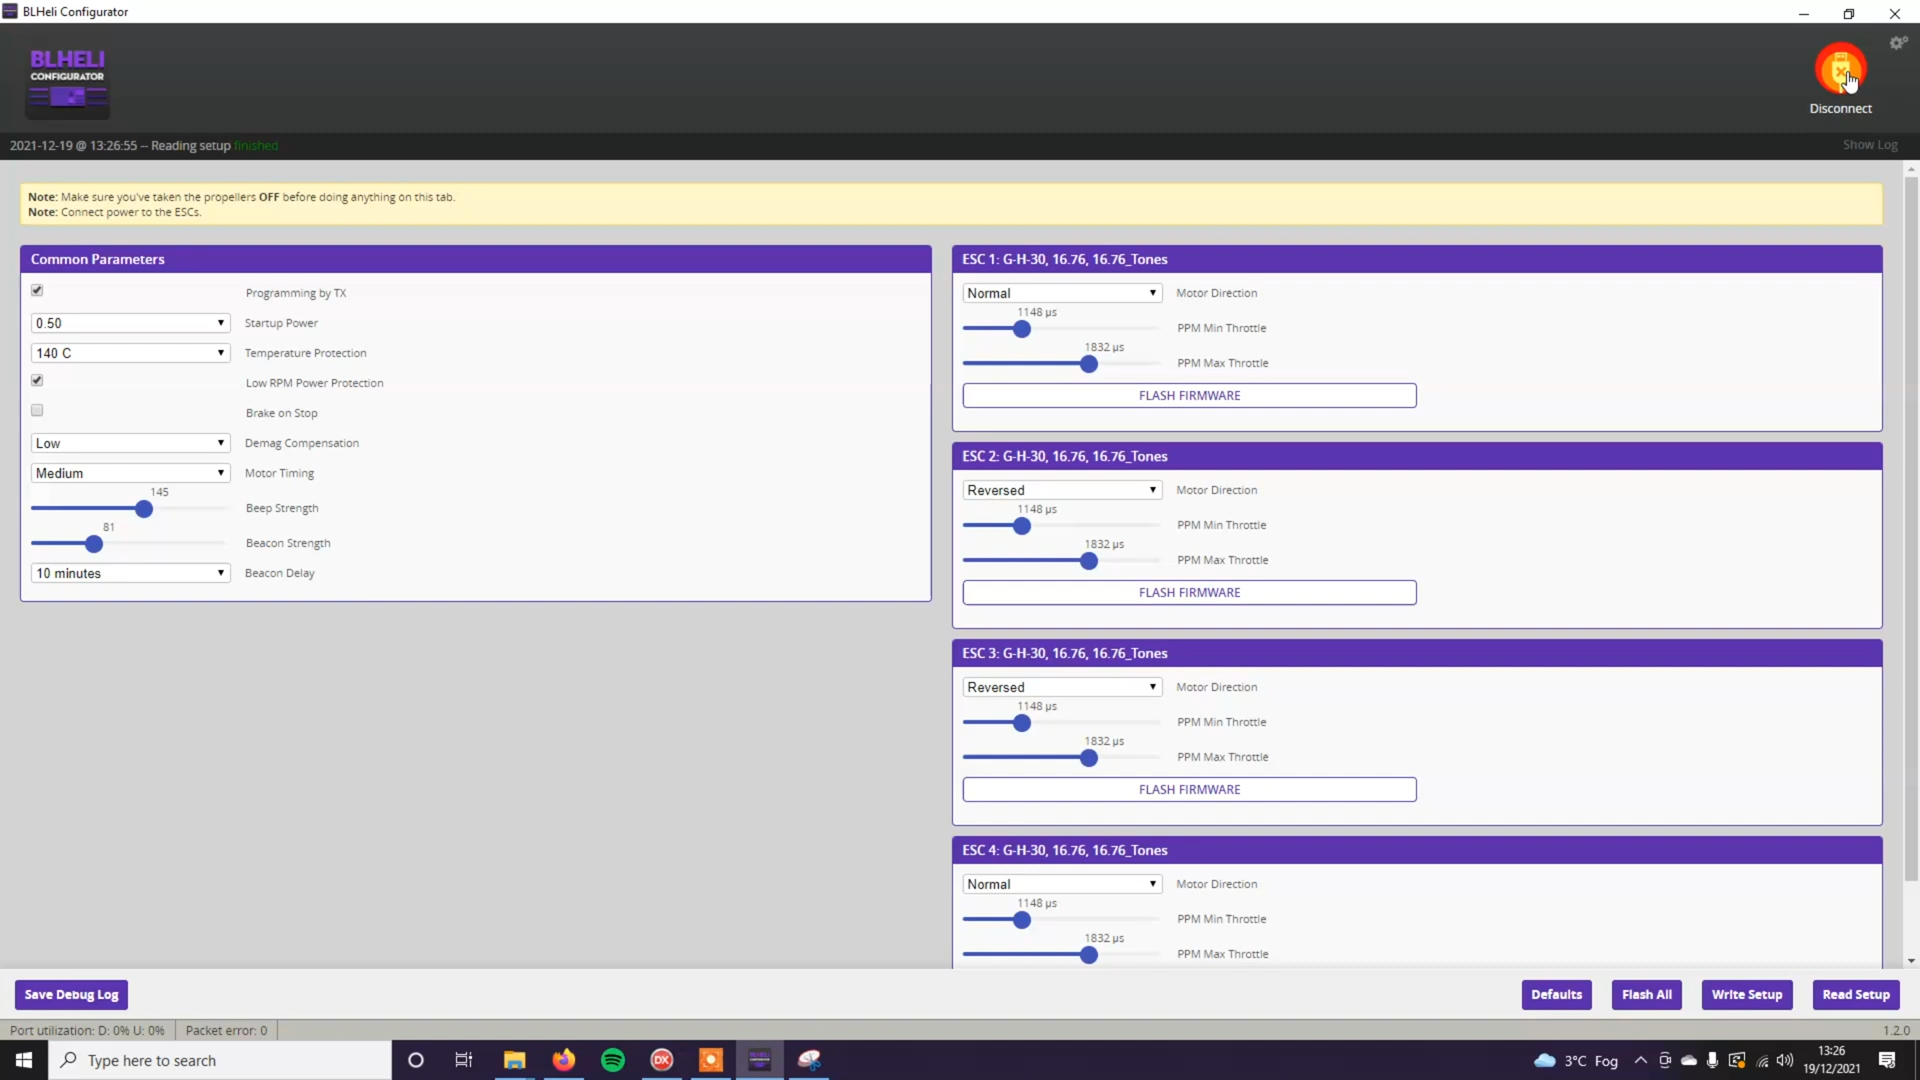 BLHeli Configurator
BLHELI
CONFIGURATOR
Disconnect
2021-12-19 @ 13:26:55 -- Reading setup finished
Show Log
Note: Make sure you've taken the propellers OFF before doing anything on this tab.
Note: Connect power to the ESCs.
Common Parameters
Programming by TX
0.50 Startup Power
140 C Temperature Protection
Low RPM Power Protection
Brake on Stop
Low Demag Compensation
Medium Motor Timing
145
Beep Strength
81
Beacon Strength
10 minutes Beacon Delay
ESC 1: G-H-30, 16.76, 16.76_Tones
Normal Motor Direction
1148 µs
PPM Min Throttle
1832 µs
PPM Max Throttle
FLASH FIRMWARE
ESC 2: G-H-30, 16.76, 16.76_Tones
Reversed Motor Direction
1148 µs
PPM Min Throttle
1832 µs
PPM Max Throttle
FLASH FIRMWARE
ESC 3: G-H-30, 16.76, 16.76_Tones
Reversed Motor Direction
1148 µs
PPM Min Throttle
1832 µs
PPM Max Throttle
FLASH FIRMWARE
ESC 4: G-H-30, 16.76, 16.76_Tones
Normal Motor Direction
1148 µs
PPM Min Throttle
1832 µs
PPM Max Throttle
Save Debug Log
Defaults
Flash All
Write Setup
Read Setup
Port utilization: D: 0% U: 0%
Packet error: 0
1.2.0
Type here to search
DX
3°C Fog
13:26
19/12/2021